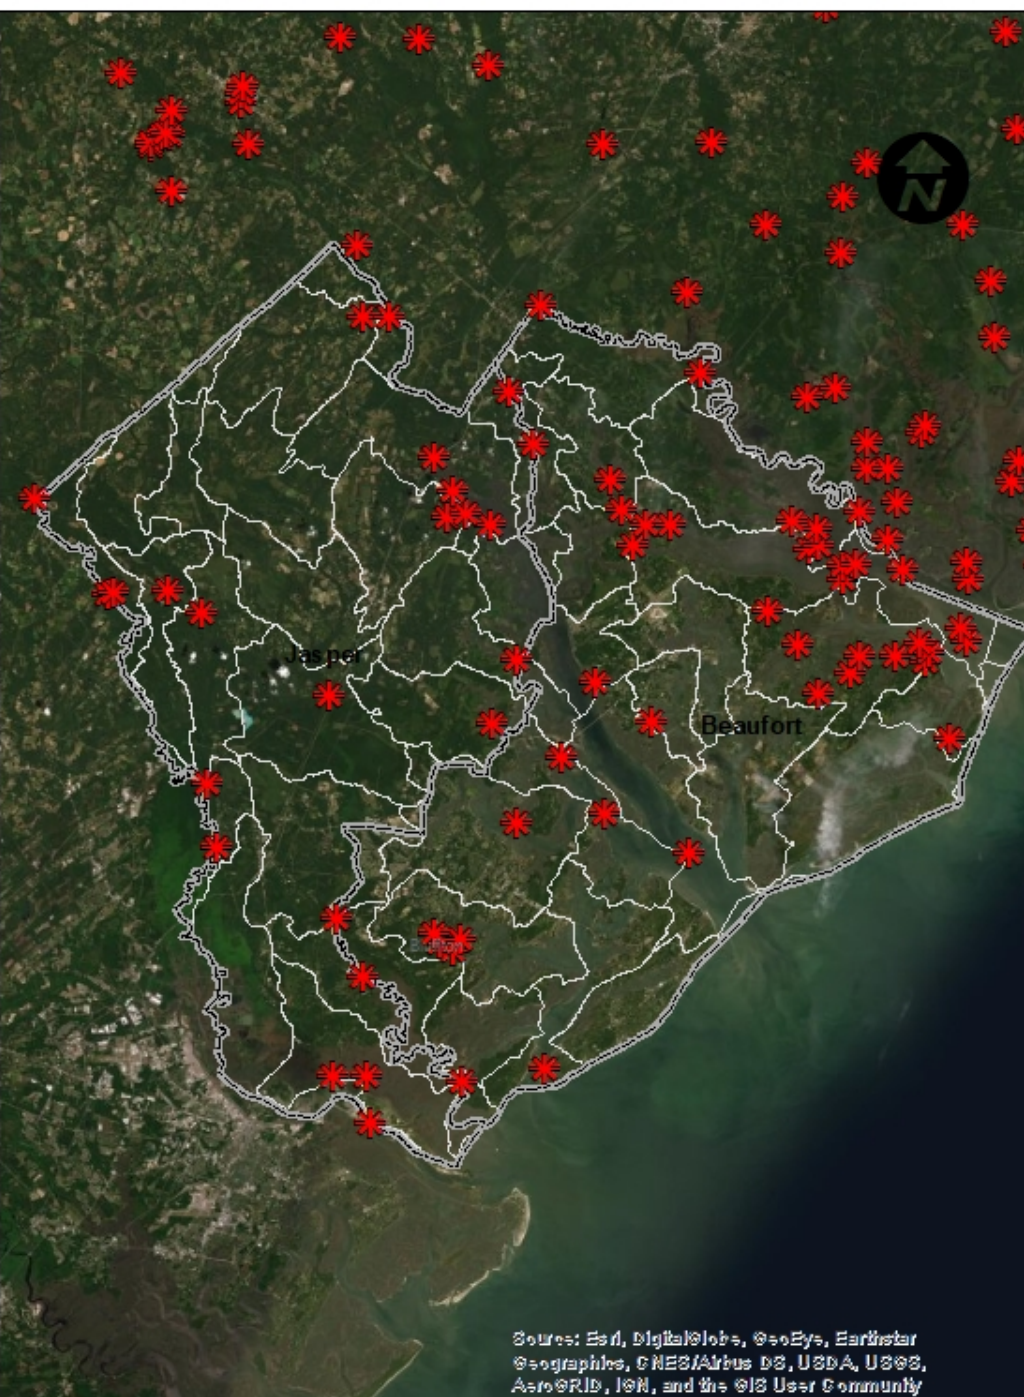 N
Jasper
Beaufort
Bluffton
Source: Esri, DigitalGlobe, GeoEye, Earthstar
Geographics, CNES/Airbus DS, USDA, USGS,
AeroGRID, IGN, and the GIS User Community